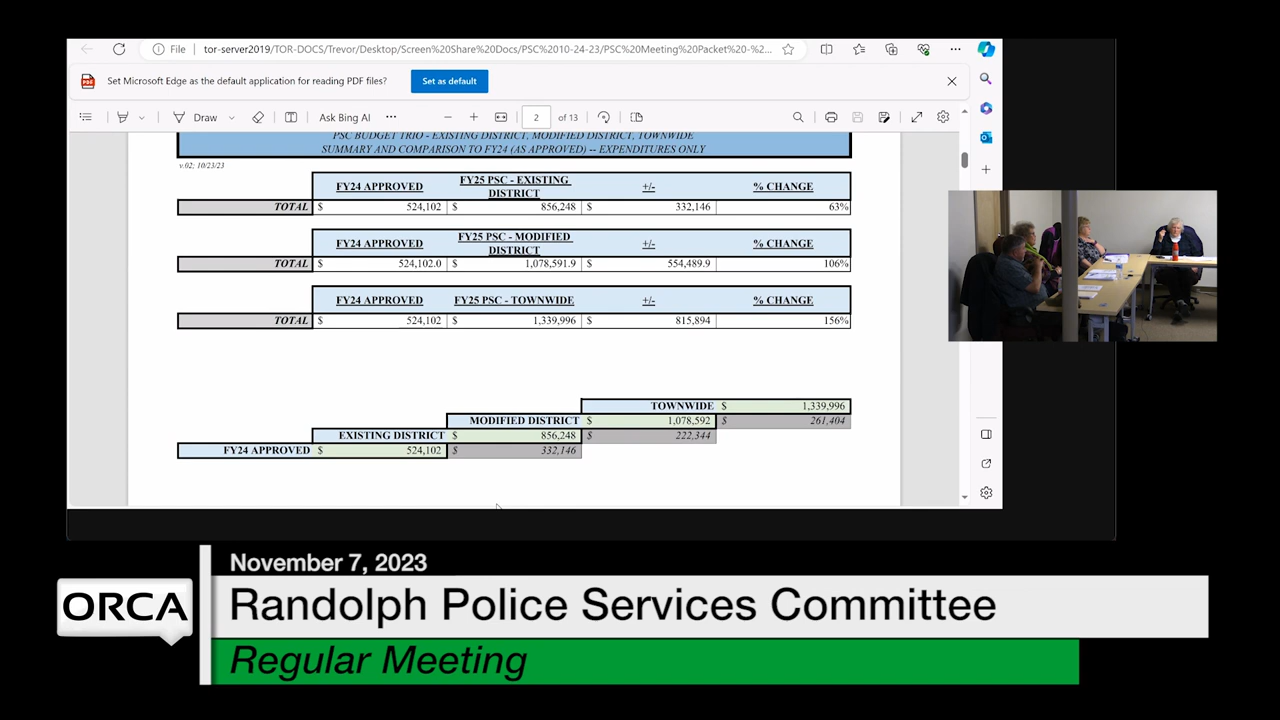 File tor-server2019/TOR-DOCS/Trevor/Desktop/Screen%20Share%20Docs/PSC%2010-24-23/PSC%20Meeting%20Packet%20-%2...
Set Microsoft Edge as the default application for reading PDF files? Set as default
Draw Ask Bing AI ... 2 of 13
PSC BUDGET TRIO - EXISTING DISTRICT, MODIFIED DISTRICT, TOWNWIDE
SUMMARY AND COMPARISON TO FY24 (AS APPROVED) -- EXPENDITURES ONLY
v.02; 10/23/23
FY24 APPROVED FY25 PSC - EXISTING DISTRICT +/- % CHANGE
TOTAL $ 524,102 $ 856,248 $ 332,146 63%
FY24 APPROVED FY25 PSC - MODIFIED DISTRICT +/- % CHANGE
TOTAL $ 524,102.0 $ 1,078,591.9 $ 554,489.9 106%
FY24 APPROVED FY25 PSC - TOWNWIDE +/- % CHANGE
TOTAL $ 524,102 $ 1,339,996 $ 815,894 156%
TOWNWIDE $ 1,339,996
MODIFIED DISTRICT $ 1,078,592 $ 261,404
EXISTING DISTRICT $ 856,248 $ 222,344
FY24 APPROVED $ 524,102 $ 332,146
November 7, 2023
ORCA
Randolph Police Services Committee
Regular Meeting